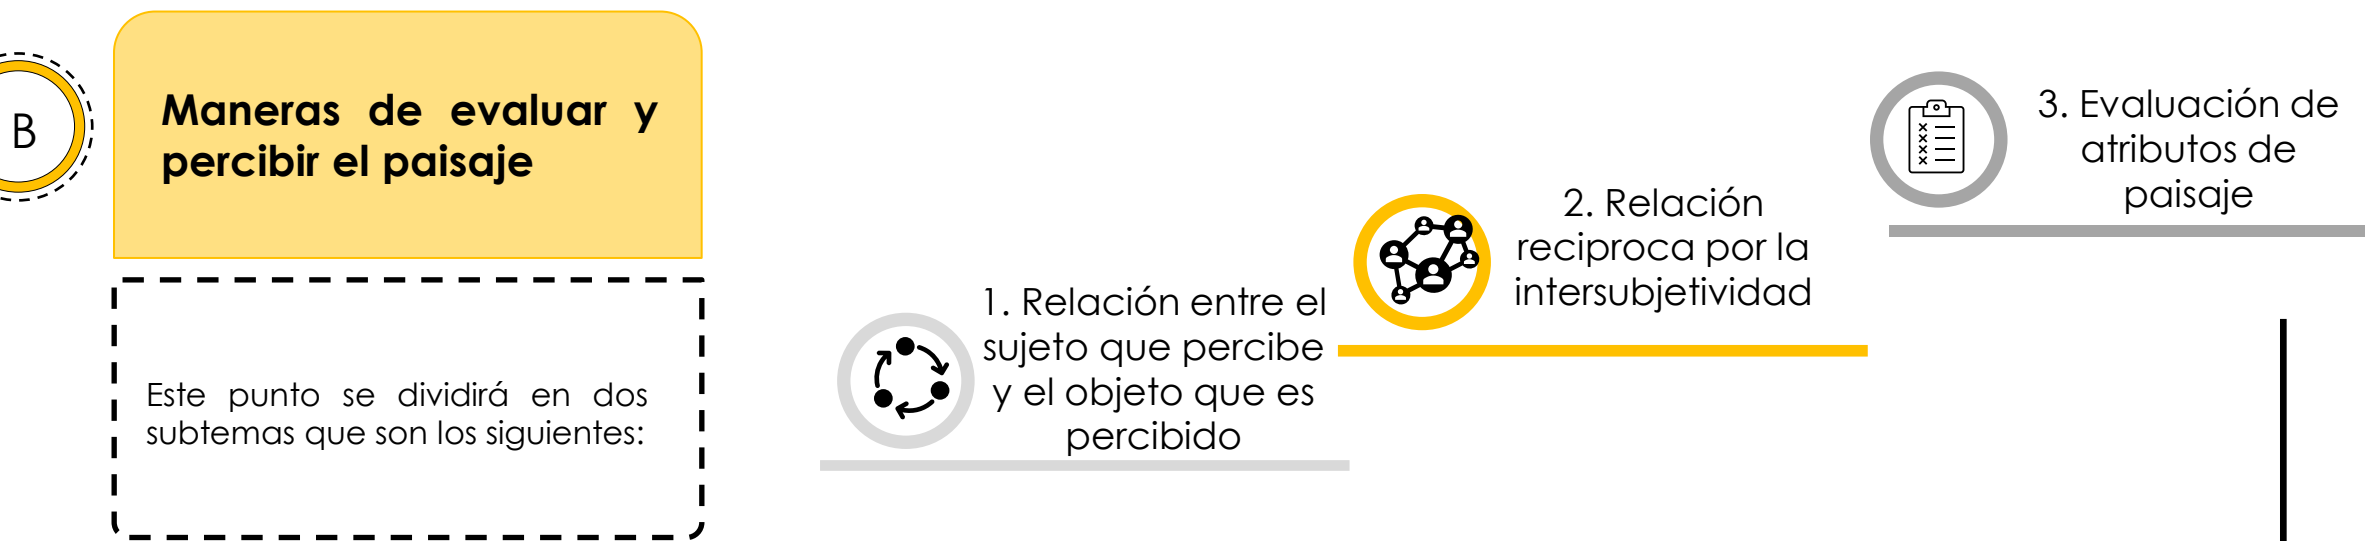 B
Maneras de evaluar y
percibir el paisaje
Este punto se dividirá en dos
subtemas que son los siguientes:
1. Relación entre el
sujeto que percibe
y el objeto que es
percibido
2. Relación
reciproca por la
intersubjetividad
3. Evaluación de
atributos de
paisaje